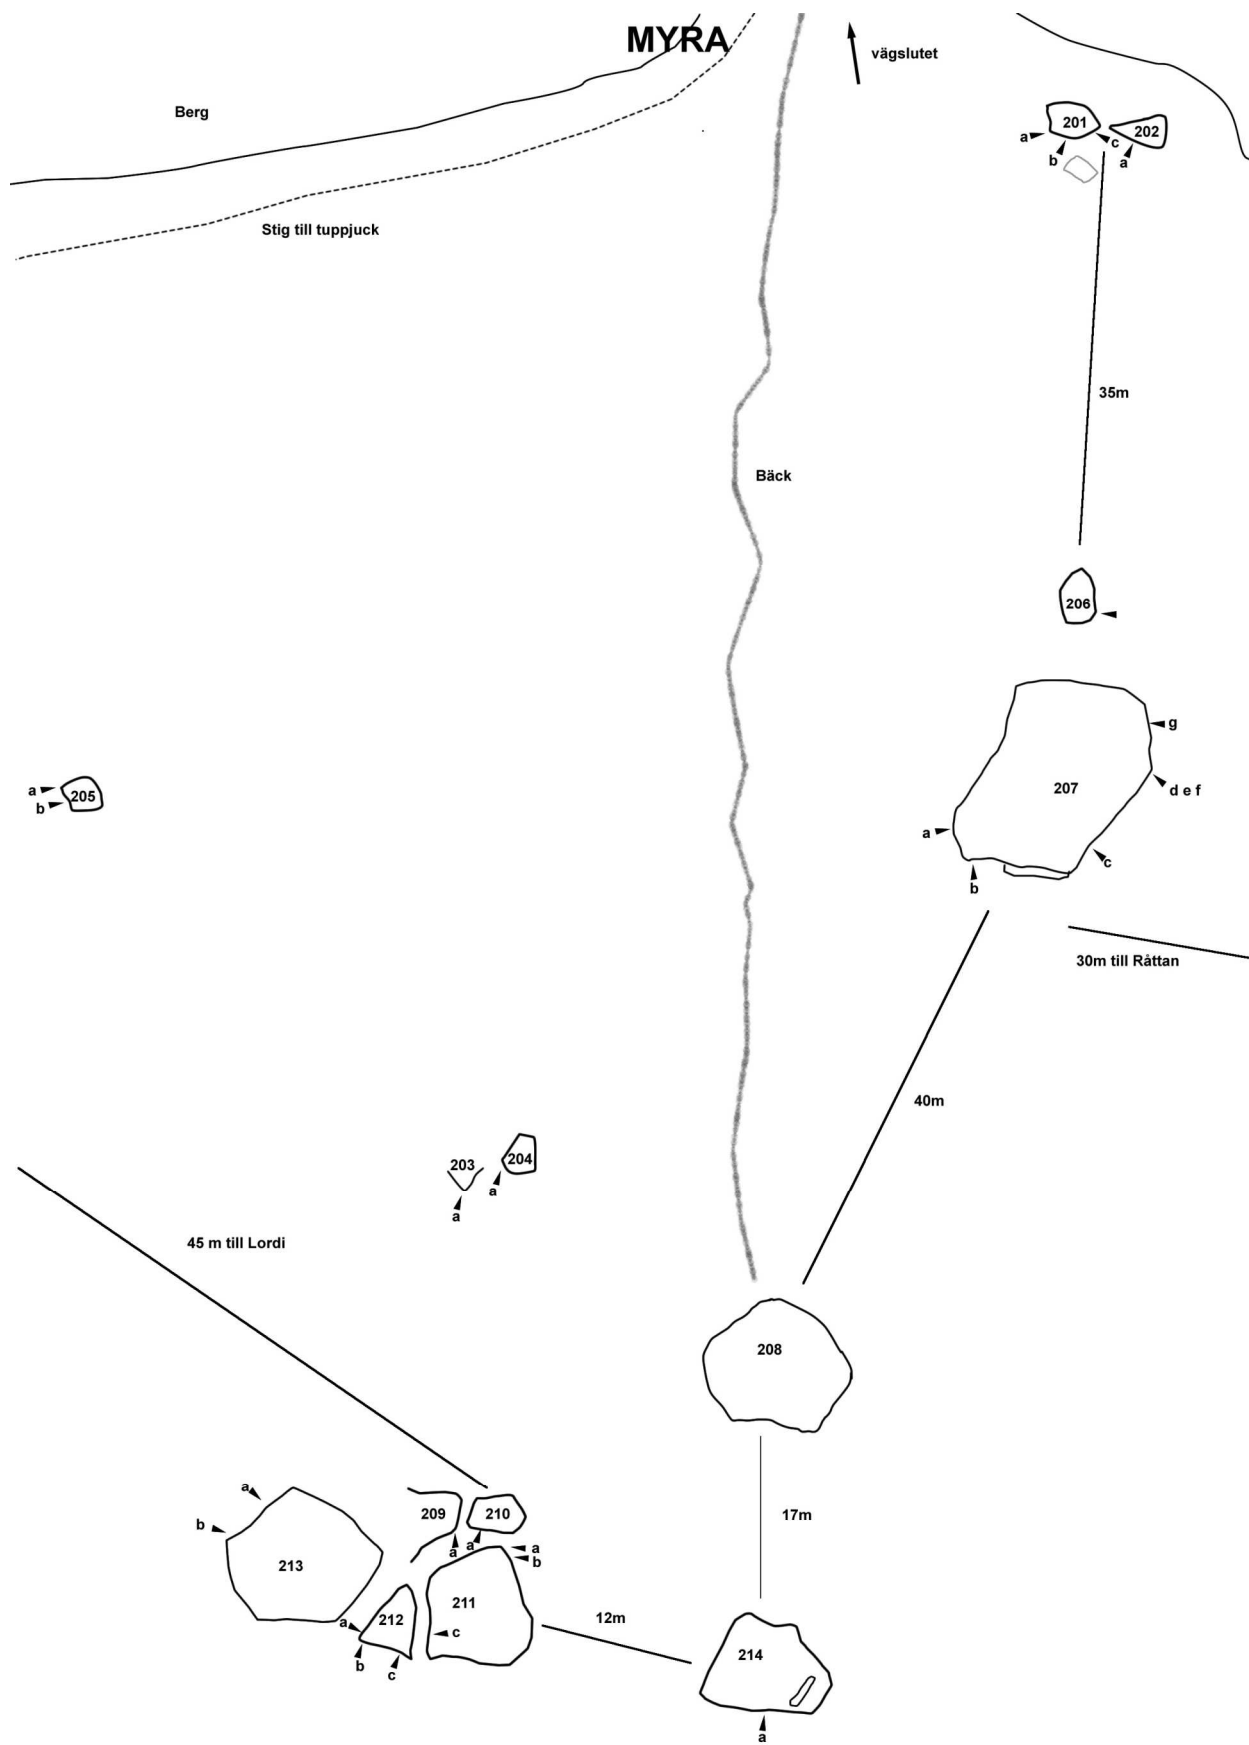 MYRA
vägslutet
Berg
201
202
a
b
c
a
Stig till tuppjuck
35m
Bäck
206
g
207
d e f
a
c
b
205
a
b
30m till Råttan
40m
203
204
a
a
45 m till Lordi
208
a
b
213
209
210
a
a
a
b
17m
211
c
212
a
b
c
12m
214
a